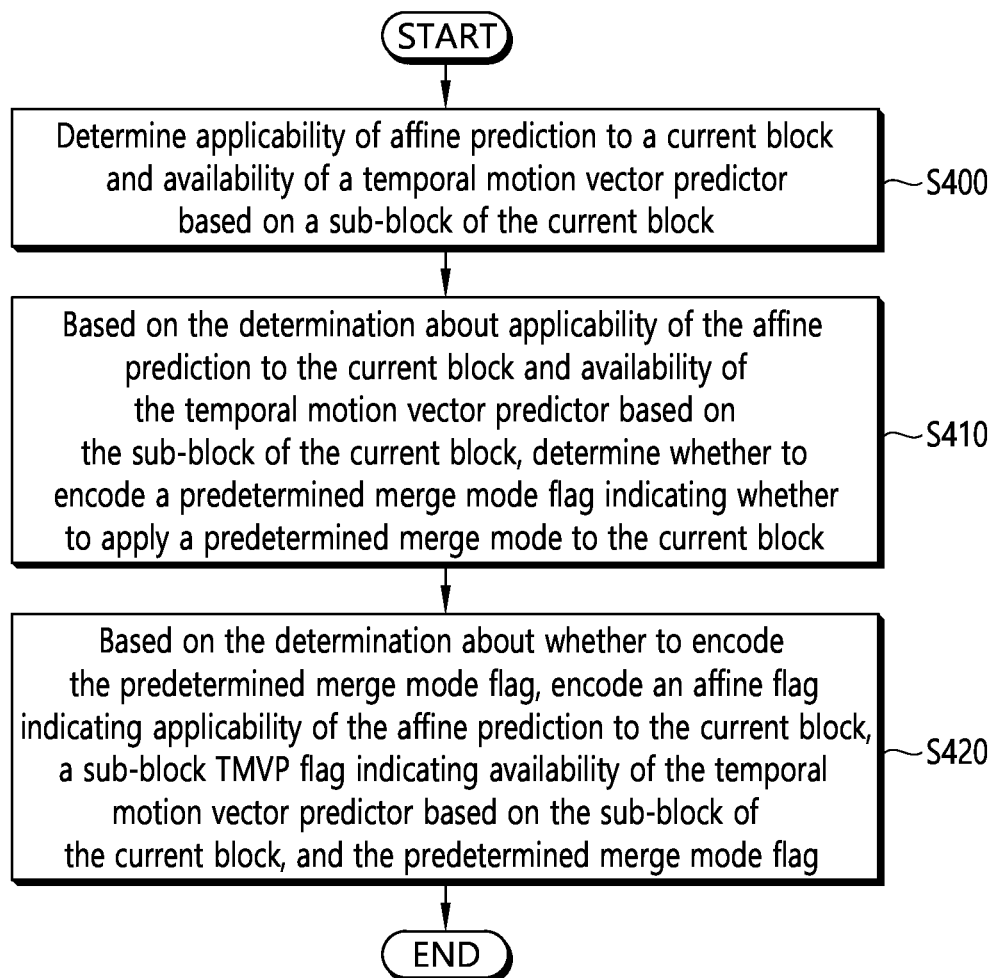 START
Determine applicability of affine prediction to a current block
and availability of a temporal motion vector predictor
based on a sub-block of the current block
S400
Based on the determination about applicability of the affine
prediction to the current block and availability of
the temporal motion vector predictor based on
the sub-block of the current block, determine whether to
encode a predetermined merge mode flag indicating whether
to apply a predetermined merge mode to the current block
S410
Based on the determination about whether to encode
the predetermined merge mode flag, encode an affine flag
indicating applicability of the affine prediction to the current block,
a sub-block TMVP flag indicating availability of the temporal
motion vector predictor based on the sub-block of
the current block, and the predetermined merge mode flag
S420
END